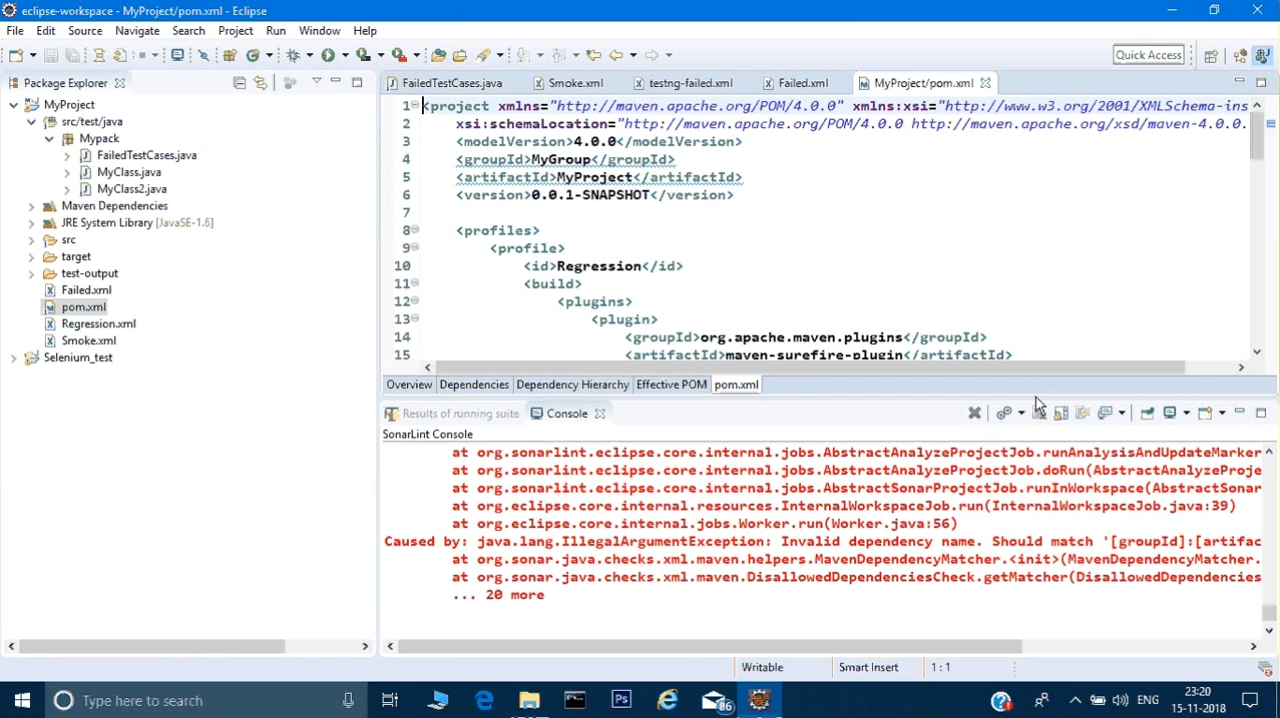 eclipse-workspace - MyProject/pom.xml - Eclipse
File Edit Source Navigate Search Project Run Window Help
Quick Access
Package Explorer
MyProject
src/test/java
Mypack
FailedTestCases.java
MyClass.java
MyClass2.java
Maven Dependencies
JRE System Library [JavaSE-1.6]
src
target
test-output
Failed.xml
pom.xml
Regression.xml
Smoke.xml
Selenium_test
FailedTestCases.java Smoke.xml testng-failed.xml Failed.xml MyProject/pom.xml
1 <project xmlns="http://maven.apache.org/POM/4.0.0" xmlns:xsi="http://www.w3.org/2001/XMLSchema-ins
2 xsi:schemaLocation="http://maven.apache.org/POM/4.0.0 http://maven.apache.org/xsd/maven-4.0.0.
3 <modelVersion>4.0.0</modelVersion>
4 <groupId>MyGroup</groupId>
5 <artifactId>MyProject</artifactId>
6 <version>0.0.1-SNAPSHOT</version>
7
8 <profiles>
9 <profile>
10 <id>Regression</id>
11 <build>
12 <plugins>
13 <plugin>
14 <groupId>org.apache.maven.plugins</groupId>
15 <artifactId>maven-surefire-plugin</artifactId>
Overview Dependencies Dependency Hierarchy Effective POM pom.xml
Results of running suite Console
SonarLint Console
at org.sonarlint.eclipse.core.internal.jobs.AbstractAnalyzeProjectJob.runAnalysisAndUpdateMarker
at org.sonarlint.eclipse.core.internal.jobs.AbstractAnalyzeProjectJob.doRun(AbstractAnalyzeProje
at org.sonarlint.eclipse.core.internal.jobs.AbstractSonarProjectJob.runInWorkspace(AbstractSonar
at org.eclipse.core.internal.resources.InternalWorkspaceJob.run(InternalWorkspaceJob.java:39)
at org.eclipse.core.internal.jobs.Worker.run(Worker.java:56)
Caused by: java.lang.IllegalArgumentException: Invalid dependency name. Should match '[groupId]:[artifac
at org.sonar.java.checks.xml.maven.helpers.MavenDependencyMatcher.<init>(MavenDependencyMatcher.
at org.sonar.java.checks.xml.maven.DisallowedDependenciesCheck.getMatcher(DisallowedDependencies
... 20 more
Writable Smart Insert 1 : 1
Type here to search
Ps
86
ENG
23:20
15-11-2018